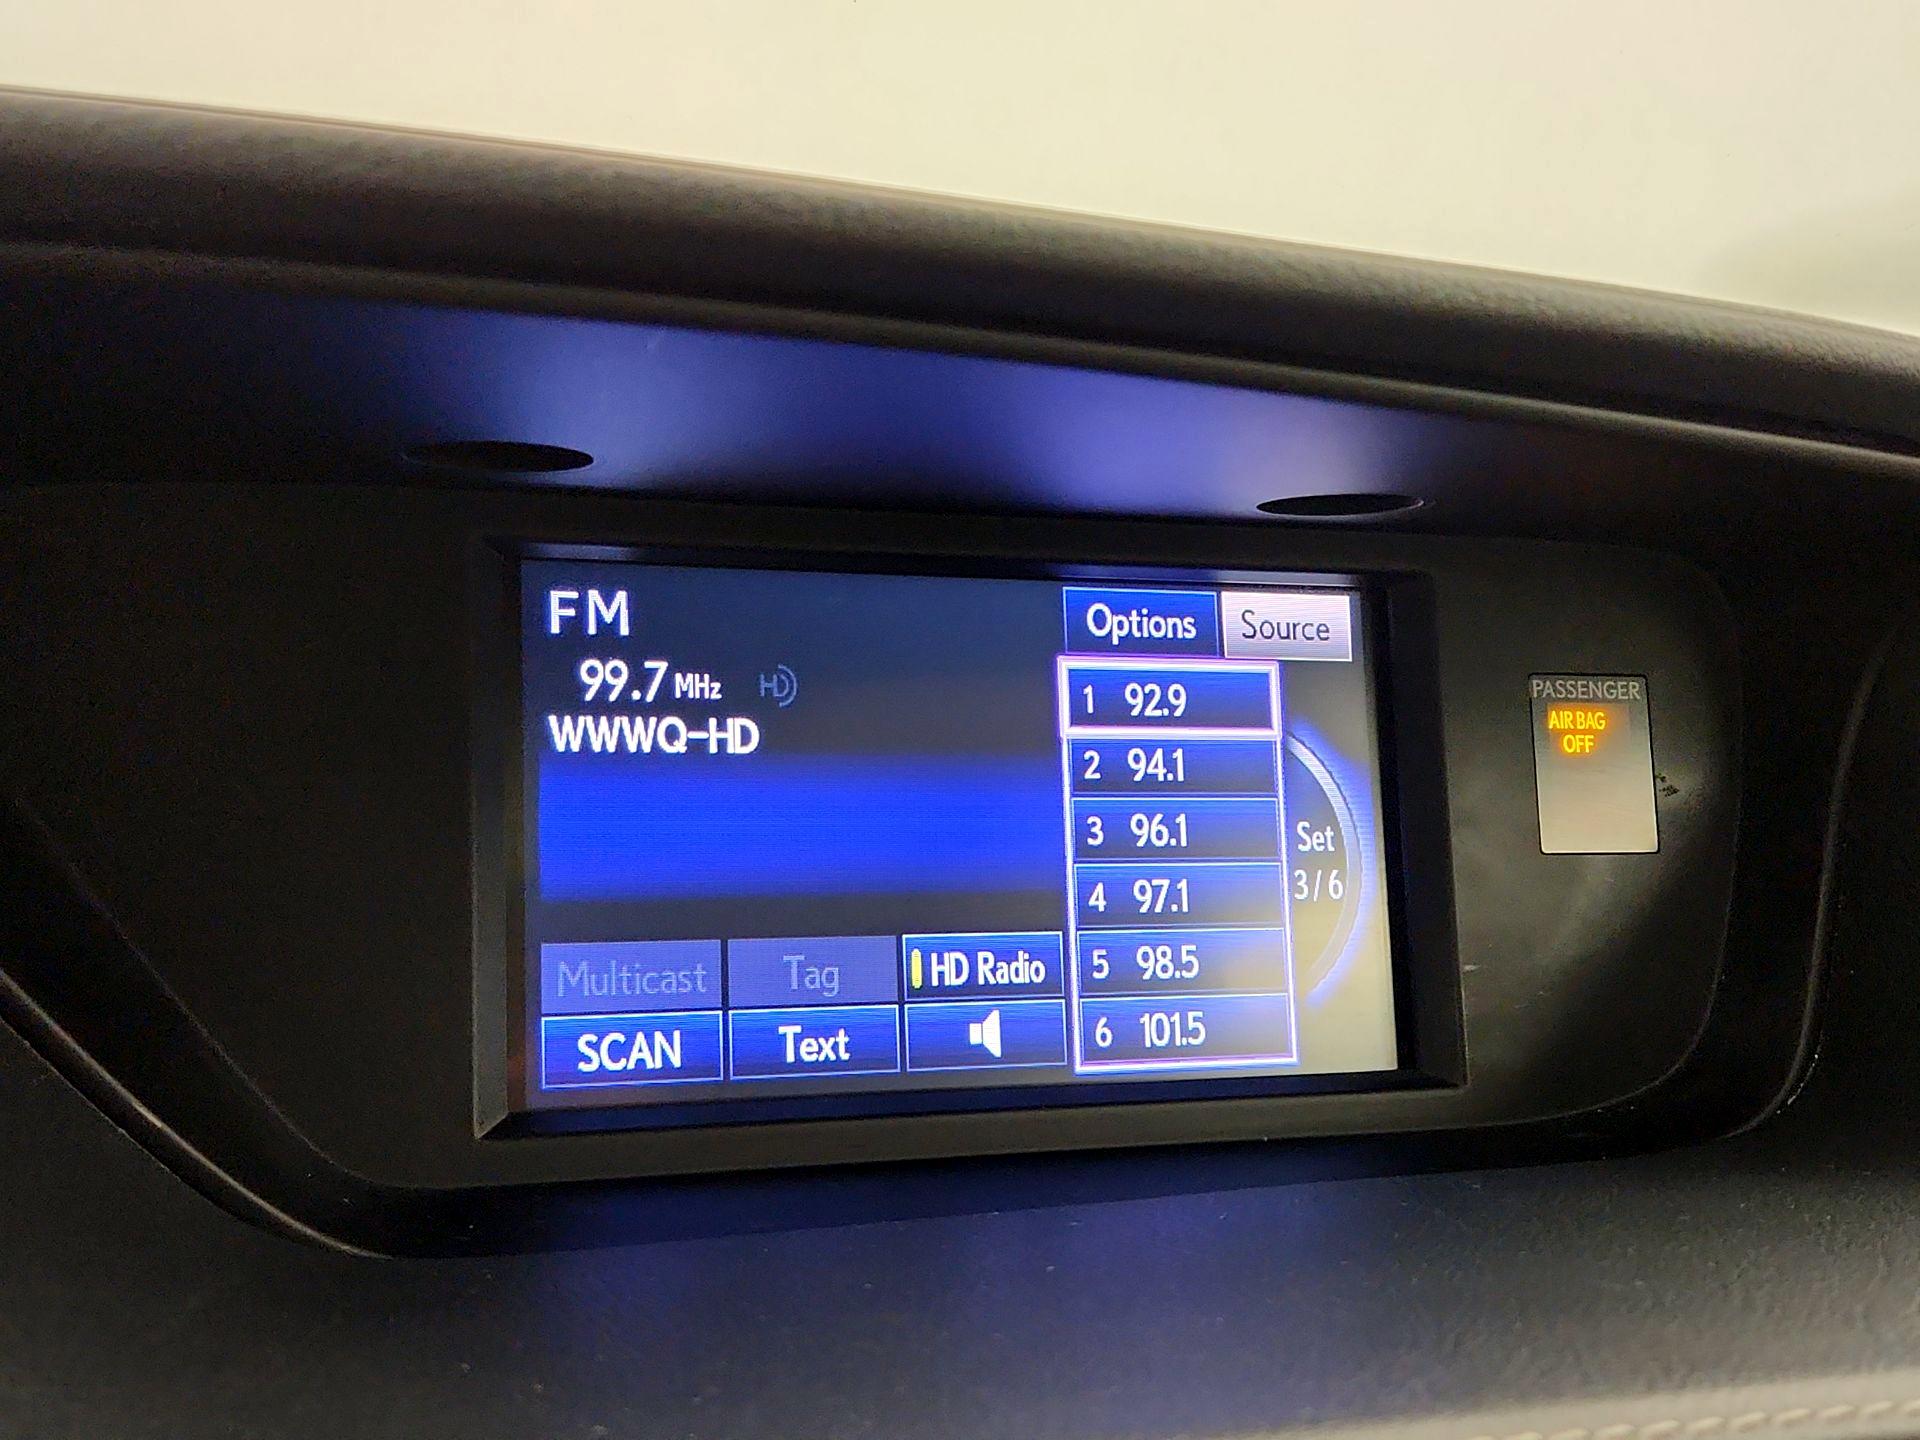 FM
99.7 MHz HD
WWWQ-HD
Options Source
1 92.9
2 94.1
3 96.1
4 97.1
5 98.5
6 101.5
Set
3/6
Multicast Tag HD Radio
SCAN Text
PASSENGER
AIR BAG
OFF